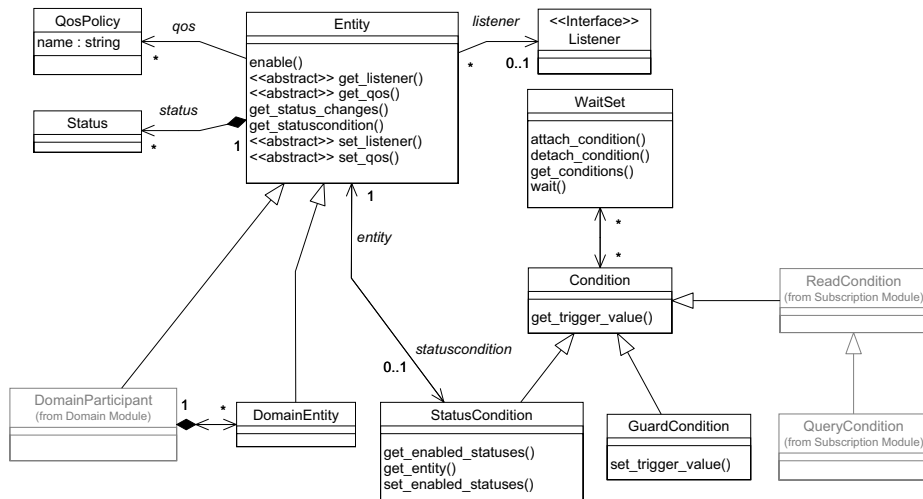 QosPolicy
name : string
qos
*
Entity
enable()
<<abstract>> get_listener()
<<abstract>> get_qos()
get_status_changes()
get_statuscondition()
<<abstract>> set_listener()
<<abstract>> set_qos()
listener
*
0..1
<<Interface>>
Listener
Status
status
*
1
WaitSet
attach_condition()
detach_condition()
get_conditions()
wait()
1
entity
*
*
Condition
get_trigger_value()
ReadCondition
(from Subscription Module)
statuscondition
0..1
DomainParticipant
(from Domain Module)
1
*
DomainEntity
StatusCondition
get_enabled_statuses()
get_entity()
set_enabled_statuses()
GuardCondition
set_trigger_value()
QueryCondition
(from Subscription Module)